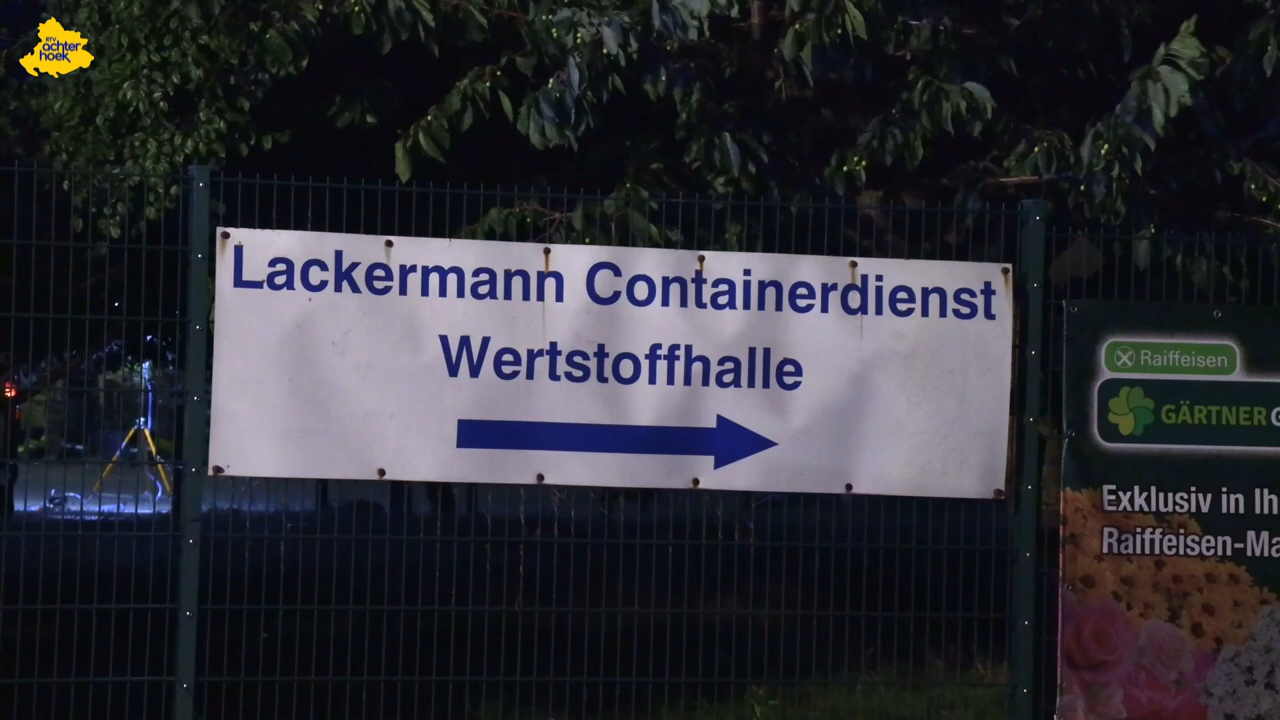 RTV
achter
hoek
Lackermann Containerdienst
Wertstoffhalle
Raiffeisen
GÄRTNER
Exklusiv in
Raiffeisen-